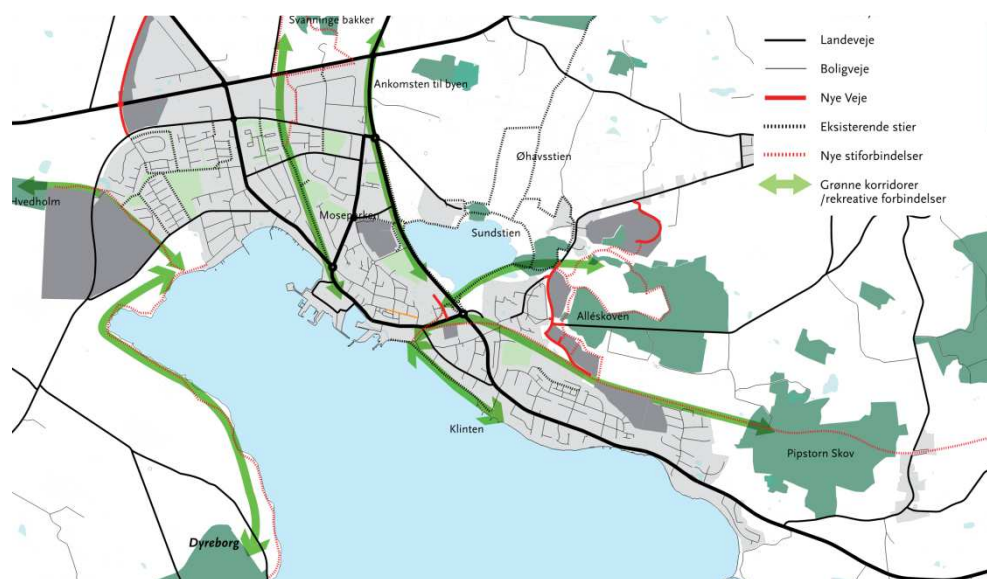 Svanninge bakker
Ankomsten til byen
Øhavsstien
Hvedholm
Moseparken
Sundstien
Alléskoven
Klinten
Pipstorn Skov
Dyreborg
Landeveje
Boligveje
Nye Veje
Eksisterende stier
Nye stiforbindelser
Grønne korridorer
/rekreative forbindelser